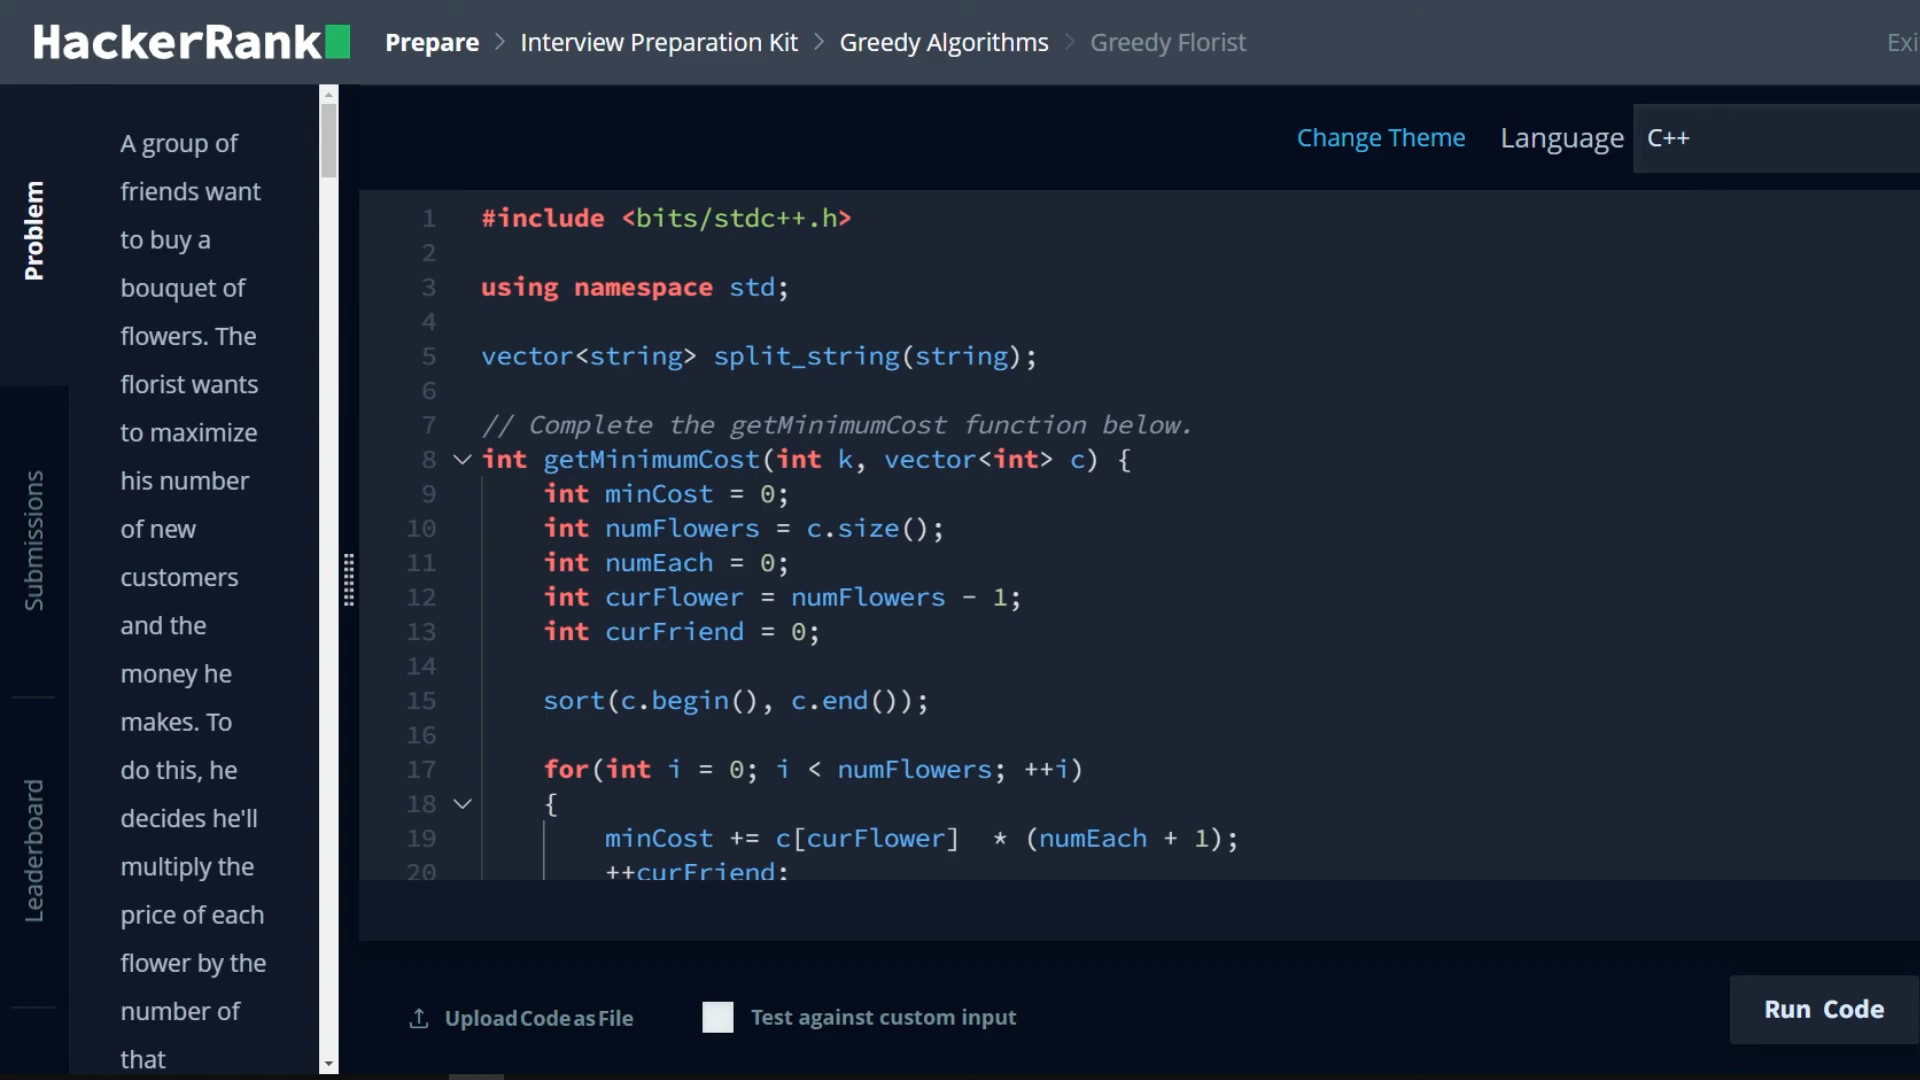 HackerRank
Prepare > Interview Preparation Kit > Greedy Algorithms > Greedy Florist
Exi
Problem
Submissions
Leaderboard
A group of
friends want
to buy a
bouquet of
flowers. The
florist wants
to maximize
his number
of new
customers
and the
money he
makes. To
do this, he
decides he'll
multiply the
price of each
flower by the
number of
that
Change Theme Language C++
1 #include <bits/stdc++.h>
2
3 using namespace std;
4
5 vector<string> split_string(string);
6
7 // Complete the getMinimumCost function below.
8 int getMinimumCost(int k, vector<int> c) {
9 int minCost = 0;
10 int numFlowers = c.size();
11 int numEach = 0;
12 int curFlower = numFlowers - 1;
13 int curFriend = 0;
14
15 sort(c.begin(), c.end());
16
17 for(int i = 0; i < numFlowers; ++i)
18 {
19 minCost += c[curFlower]  * (numEach + 1);
20 ++curFriend;
Upload Code as File
Test against custom input
Run Code